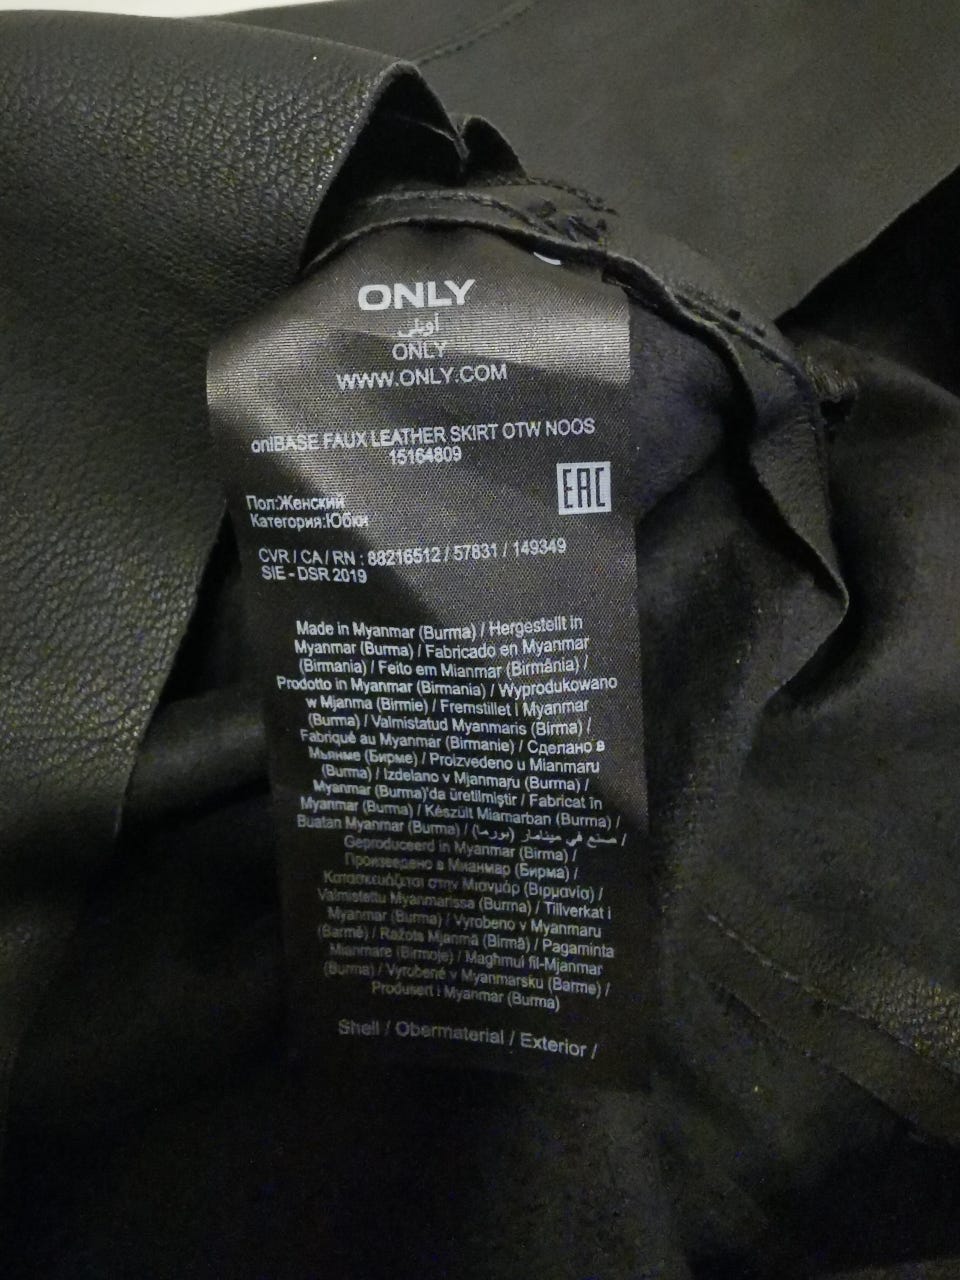 ONLY
أونلي
ONLY
WWW.ONLY.COM
onlBASE FAUX LEATHER SKIRT OTW NOOS
15164809
EAC
Пол:Женский
Категория:Юбки
CVR / CA / RN : 88216512 / 57831 / 149349
SIE - DSR 2019
Made in Myanmar (Burma) / Hergestellt in
Myanmar (Burma) / Fabricado en Myanmar
(Birmania) / Feito em Mianmar (Birmânia) /
Prodotto in Myanmar (Birmania) / Wyprodukowano
w Mjanma (Birmie) / Fremstillet i Myanmar
(Burma) / Valmistatud Myanmaris (Birma) /
Fabriqué au Myanmar (Birmanie) / Сделано в
Мьянме (Бирме) / Proizvedeno u Mianmaru
(Burma) / Izdelano v Mjanmaru (Burma) /
Myanmar (Burma)'da üretilmiştir / Fabricat în
Myanmar (Burma) / Készült Miamarban (Burma) /
Buatan Myanmar (Burma) / صنع في ميانمار (بورما) /
Geproduceerd in Myanmar (Birma) /
Произведено в Мианмар (Бирма) /
Κατασκευάζεται στην Μιανμάρ (Βιρμανία) /
Valmistettu Myanmarissa (Burma) / Tillverkat i
Myanmar (Burma) / Vyrobeno v Myanmaru
(Barmě) / Ražots Mjanmā (Birmā) / Pagaminta
Mianmare (Birmoje) / Magħmul fil-Mjanmar
(Burma) / Vyrobené v Myanmarsku (Barme) /
Produsert i Myanmar (Burma)
Shell / Obermaterial / Exterior /